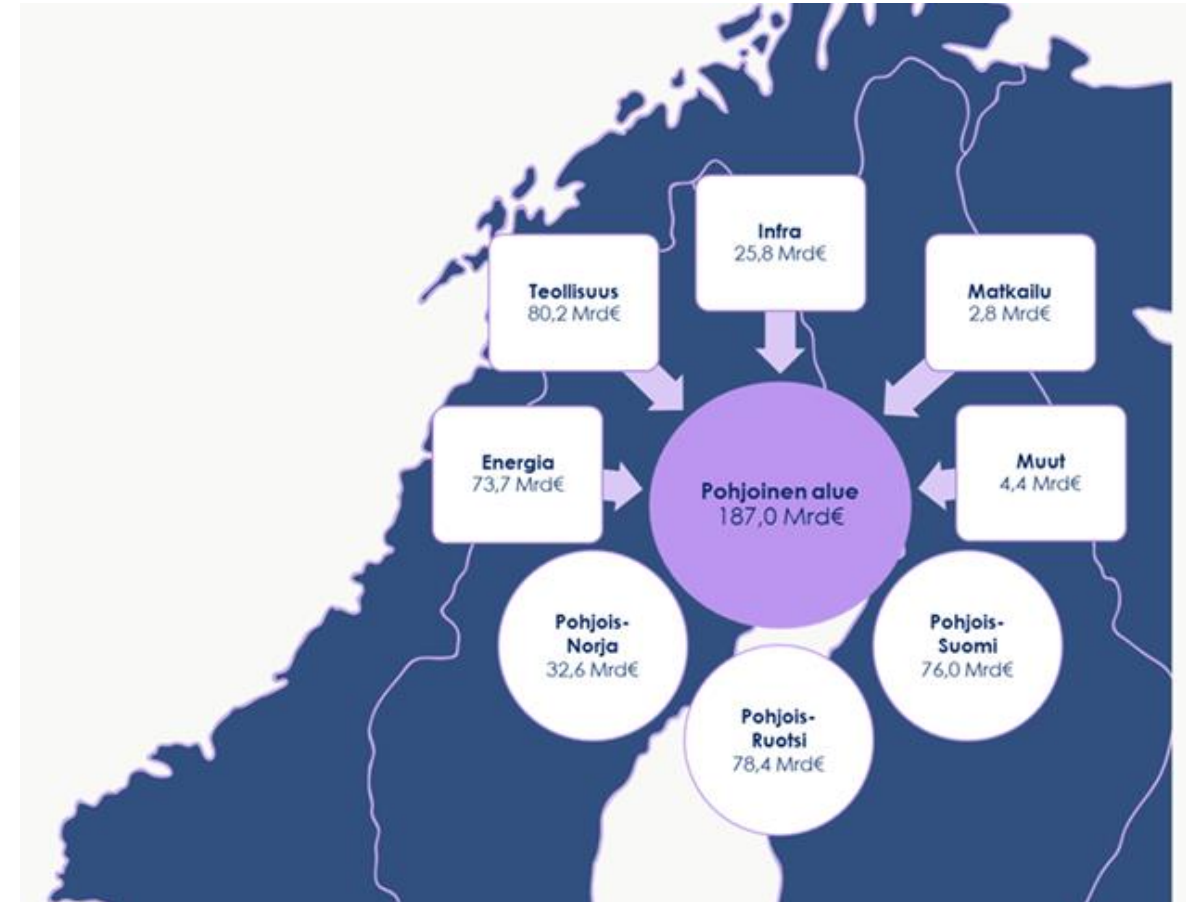 Infra
25,8 Mrd€
Teollisuus
80,2 Mrd€
Matkailu
2,8 Mrd€
Energia
73,7 Mrd€
Pohjoinen alue
187,0 Mrd€
Muut
4,4 Mrd€
Pohjois-
Norja
32,6 Mrd€
Pohjois-
Suomi
76,0 Mrd€
Pohjois-
Ruotsi
78,4 Mrd€